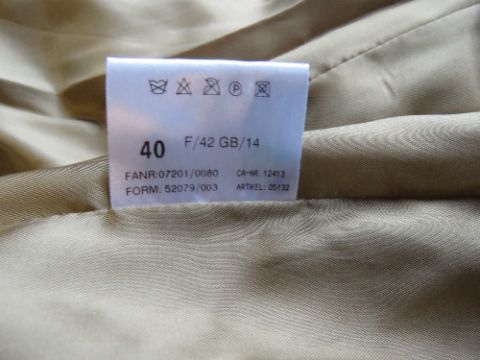 40 F/42 GB/14
FANR:07201/0080 CA-NR. 12413
FORM: 52079/003 ARTIKEL: 05132